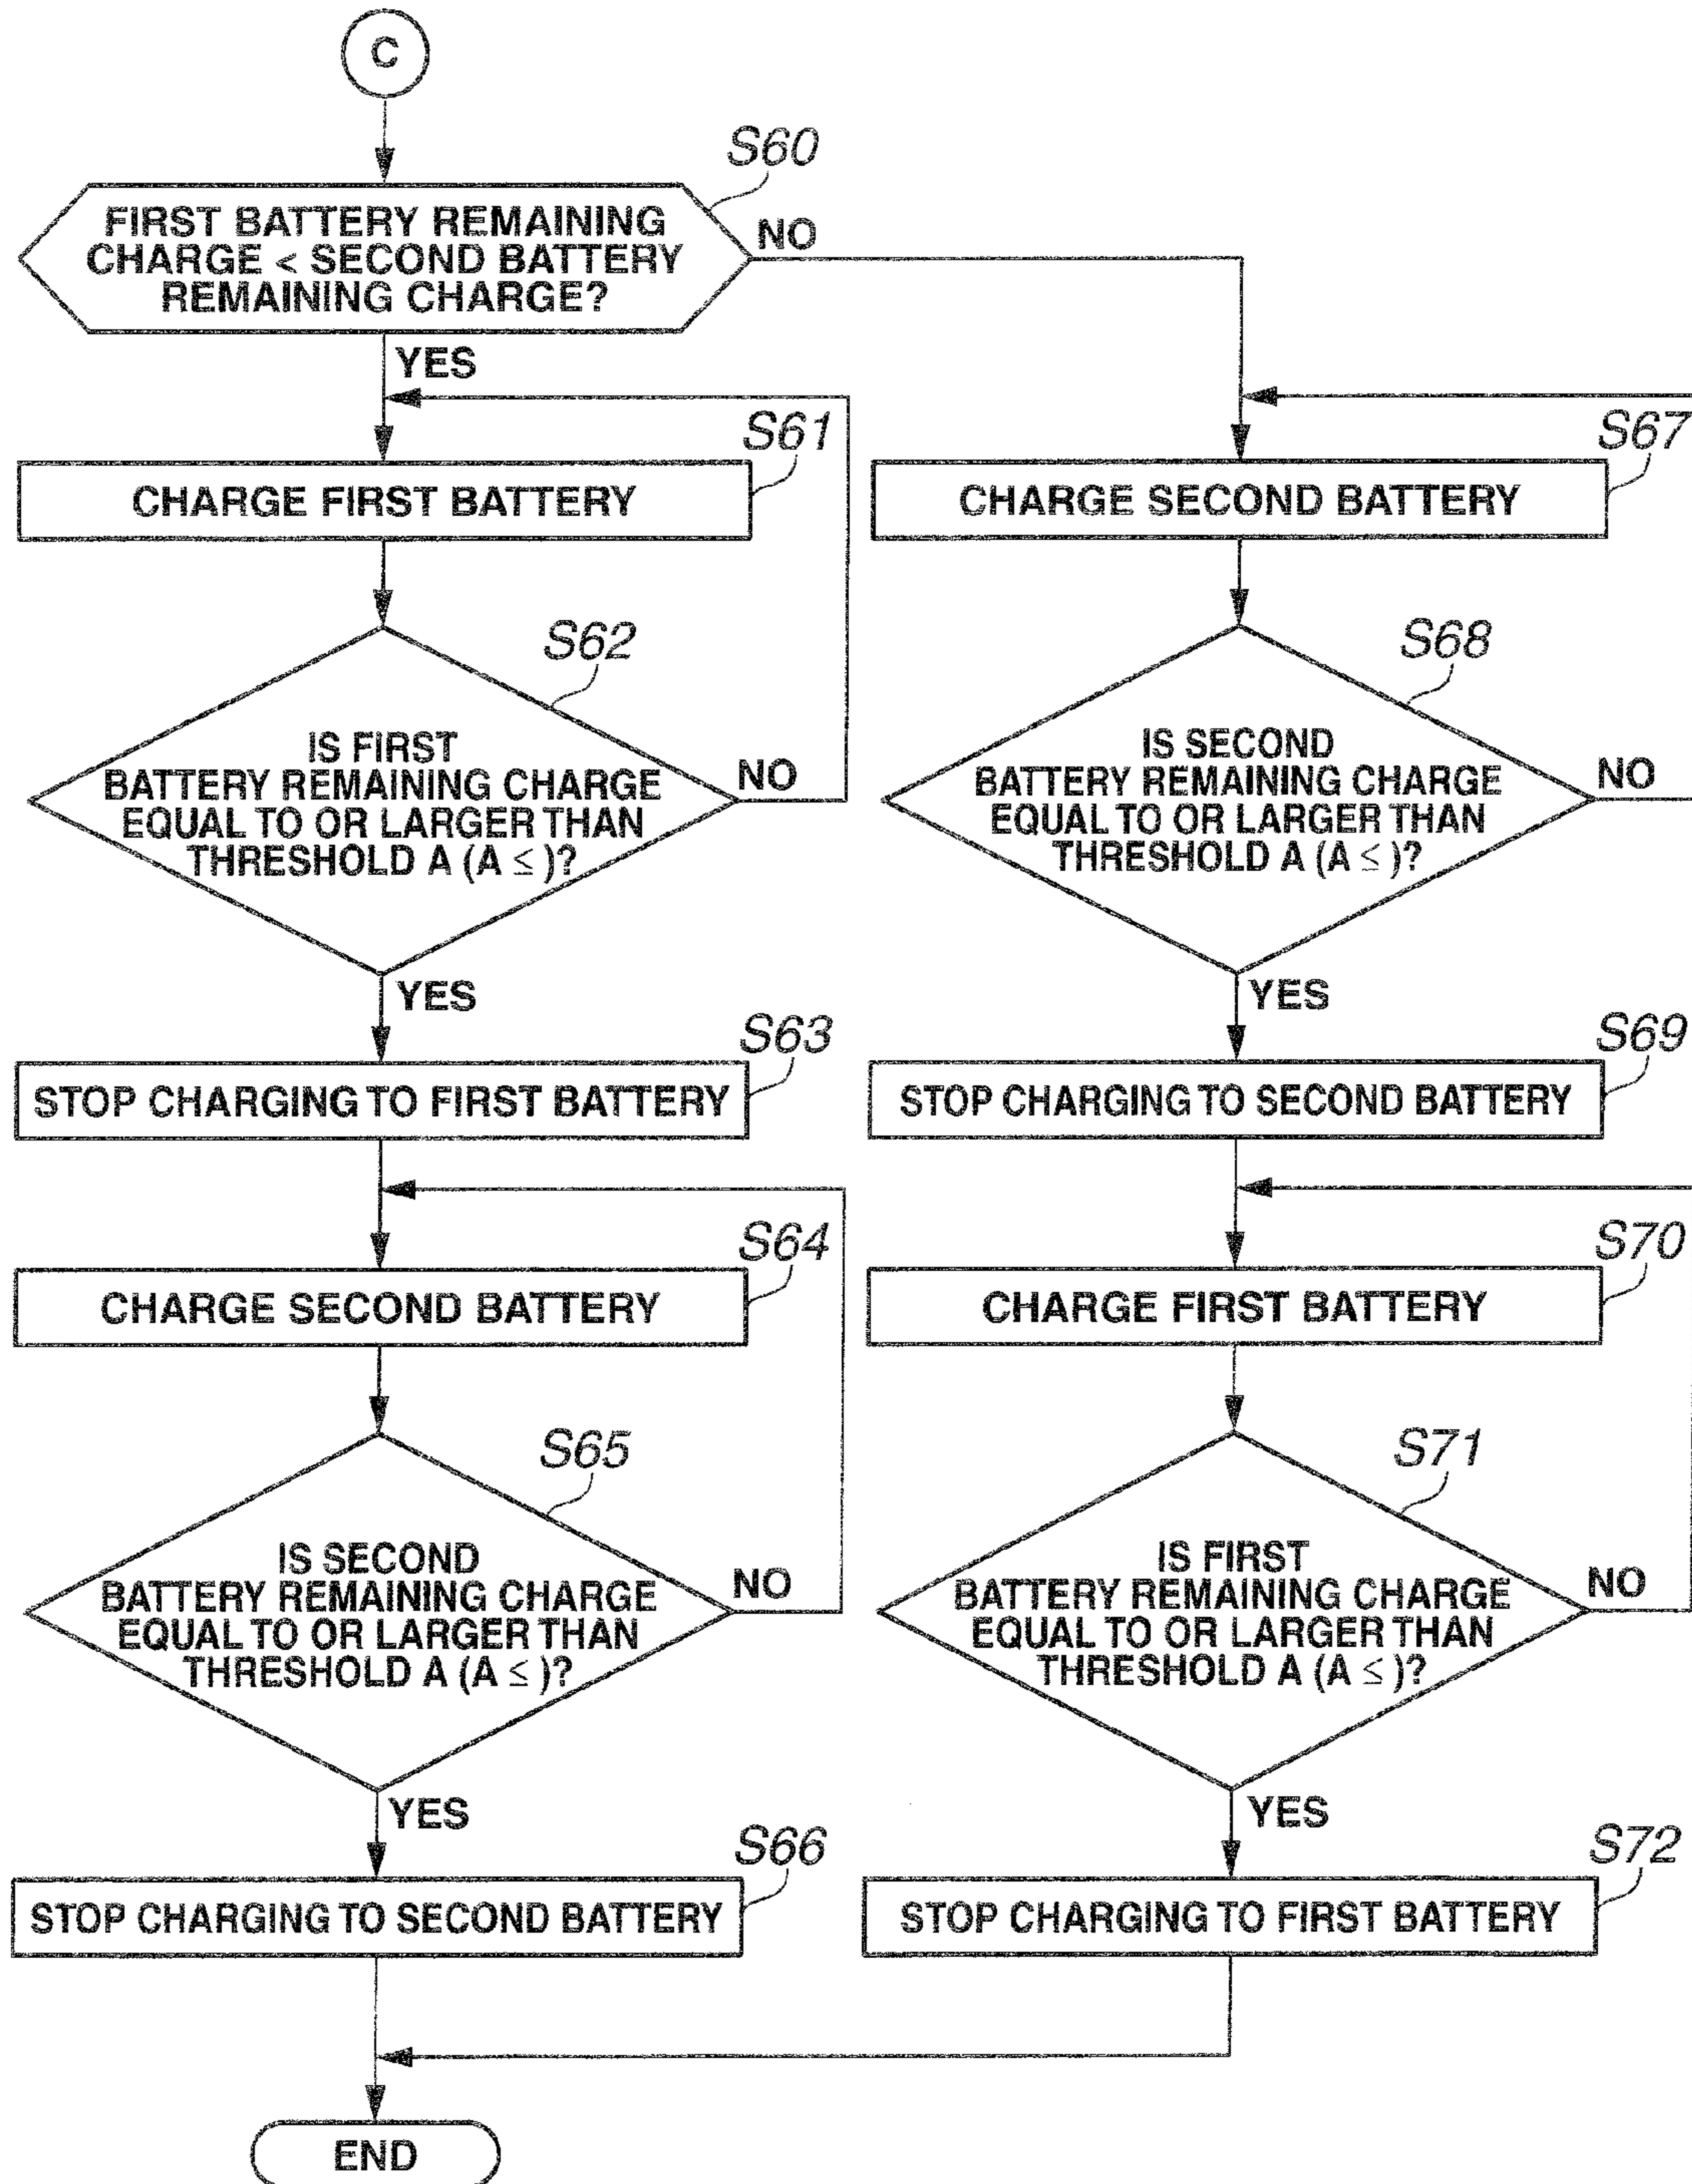 C
S60
FIRST BATTERY REMAINING
CHARGE < SECOND BATTERY
REMAINING CHARGE?
NO
YES
S61
CHARGE FIRST BATTERY
S62
IS FIRST
BATTERY REMAINING CHARGE
EQUAL TO OR LARGER THAN
THRESHOLD A (A ≤ )?
NO
YES
S63
STOP CHARGING TO FIRST BATTERY
S64
CHARGE SECOND BATTERY
S65
IS SECOND
BATTERY REMAINING CHARGE
EQUAL TO OR LARGER THAN
THRESHOLD A (A ≤ )?
NO
YES
S66
STOP CHARGING TO SECOND BATTERY
S67
CHARGE SECOND BATTERY
S68
IS SECOND
BATTERY REMAINING CHARGE
EQUAL TO OR LARGER THAN
THRESHOLD A (A ≤ )?
NO
YES
S69
STOP CHARGING TO SECOND BATTERY
S70
CHARGE FIRST BATTERY
S71
IS FIRST
BATTERY REMAINING CHARGE
EQUAL TO OR LARGER THAN
THRESHOLD A (A ≤ )?
NO
YES
S72
STOP CHARGING TO FIRST BATTERY
END